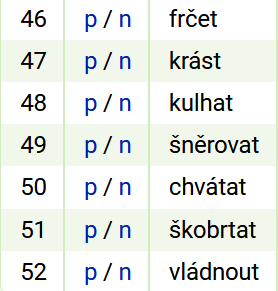 46 p / n frčet
47 p / n krást
48 p / n kulhat
49 p / n šněrovat
50 p / n chvátat
51 p / n škobrtat
52 p / n vládnout